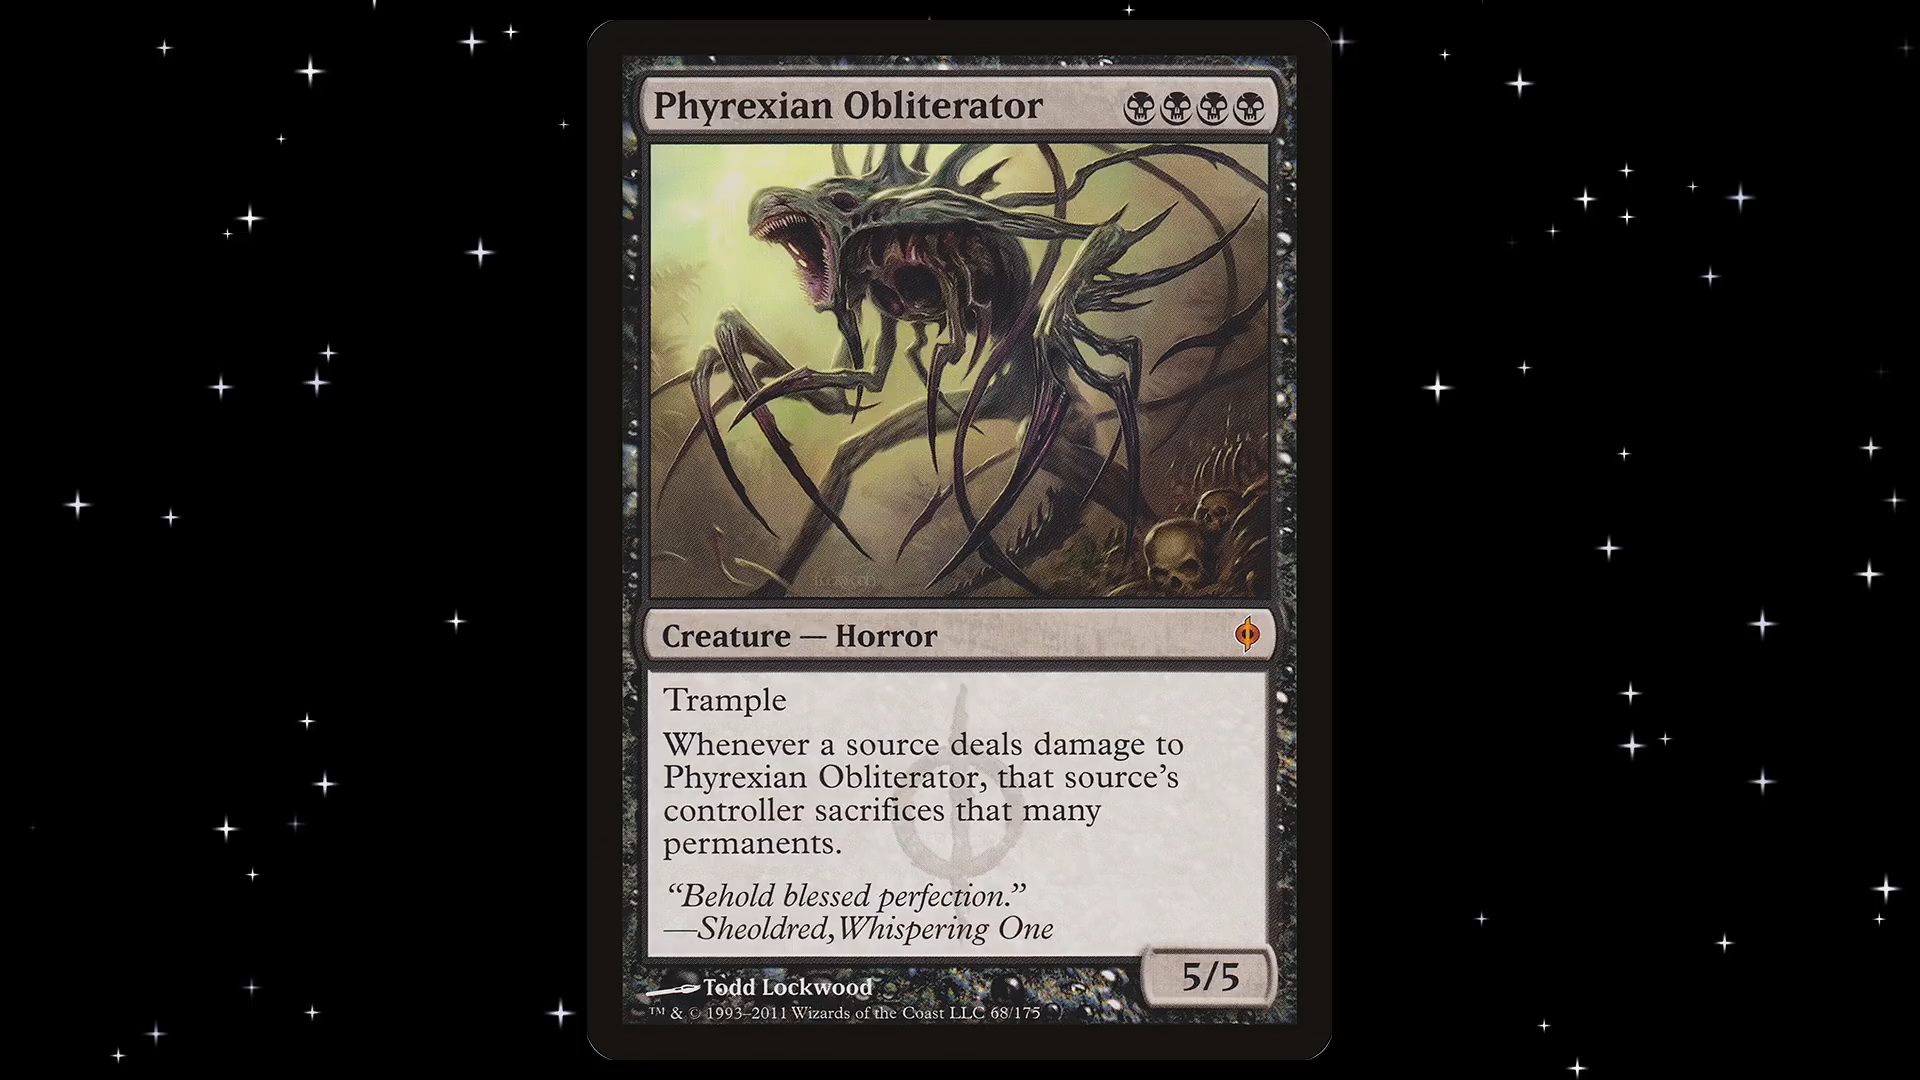 Phyrexian Obliterator
Creature — Horror
Trample
Whenever a source deals damage to
Phyrexian Obliterator, that source’s
controller sacrifices that many
permanents.
“Behold blessed perfection.”
—Sheoldred, Whispering One
5/5
Todd Lockwood
™ & © 1993–2011 Wizards of the Coast LLC 68/175